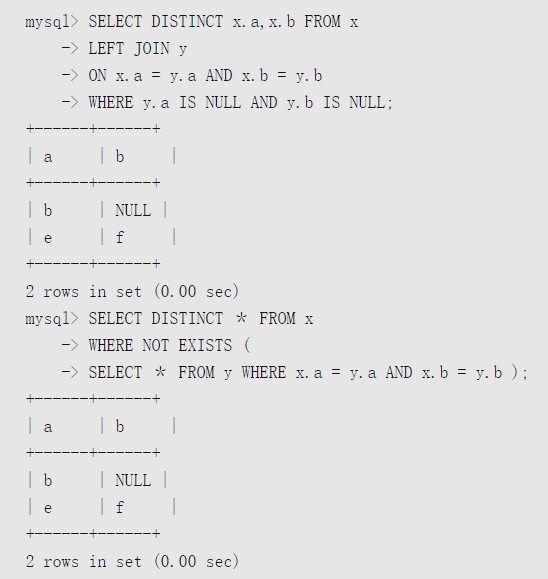 mysql> SELECT DISTINCT x.a,x.b FROM x
    -> LEFT JOIN y
    -> ON x.a = y.a AND x.b = y.b
    -> WHERE y.a IS NULL AND y.b IS NULL;
+------+------+
| a    | b    |
+------+------+
| b    | NULL |
| e    | f    |
+------+------+
2 rows in set (0.00 sec)
mysql> SELECT DISTINCT * FROM x
    -> WHERE NOT EXISTS (
    -> SELECT * FROM y WHERE x.a = y.a AND x.b = y.b );
+------+------+
| a    | b    |
+------+------+
| b    | NULL |
| e    | f    |
+------+------+
2 rows in set (0.00 sec)